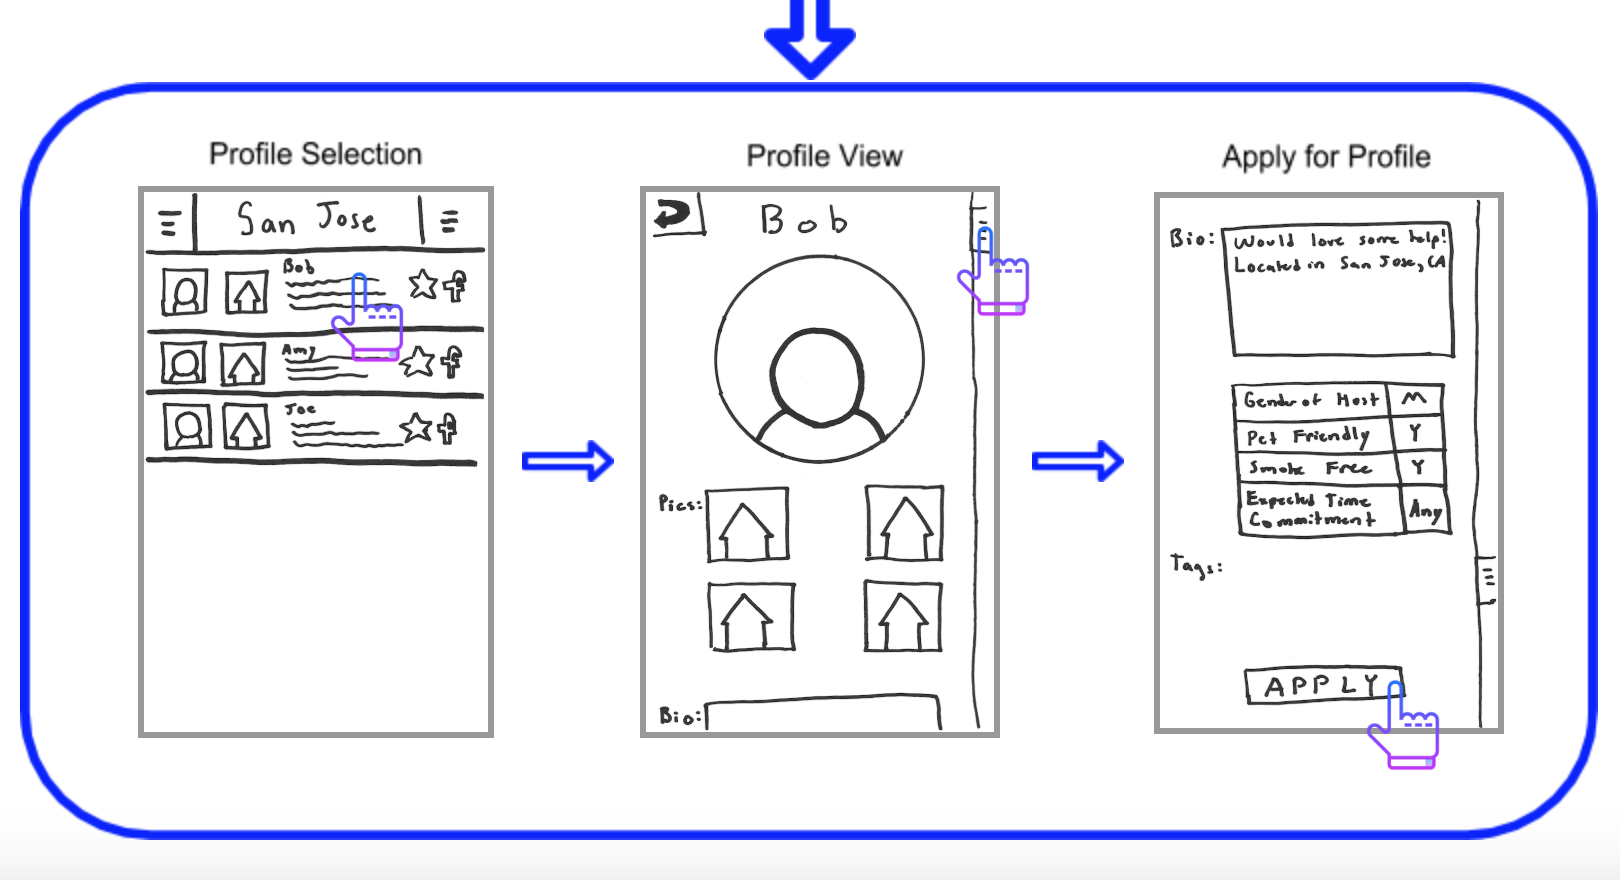 Profile Selection
San Jose
Bob
Amy
Joe
Profile View
Bob
Pics:
Bio:
Apply for Profile
Bio:
Would love some help!
Located in San Jose, CA
Gender of Host M
Pet Friendly Y
Smoke Free Y
Expected Time
Commitment Any
Tags:
APPLY